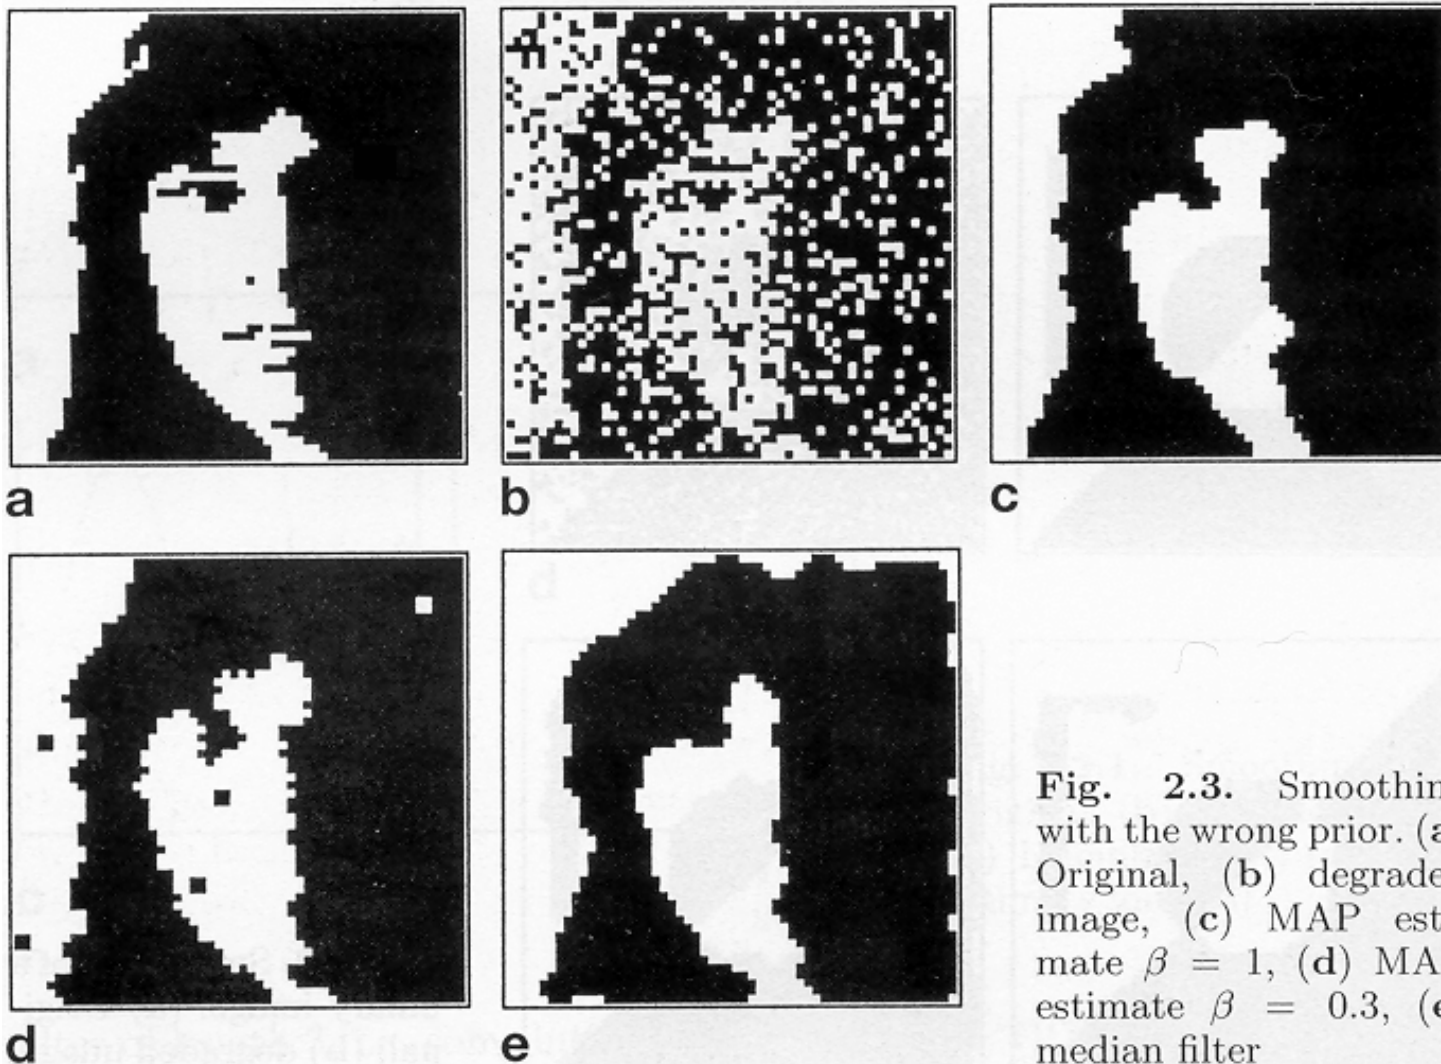 a
b
c
d
e
Fig. 2.3. Smoothin
with the wrong prior. (a
Original, (b) degrade
image, (c) MAP est
mate β = 1, (d) MA
estimate β = 0.3, (e
median filter